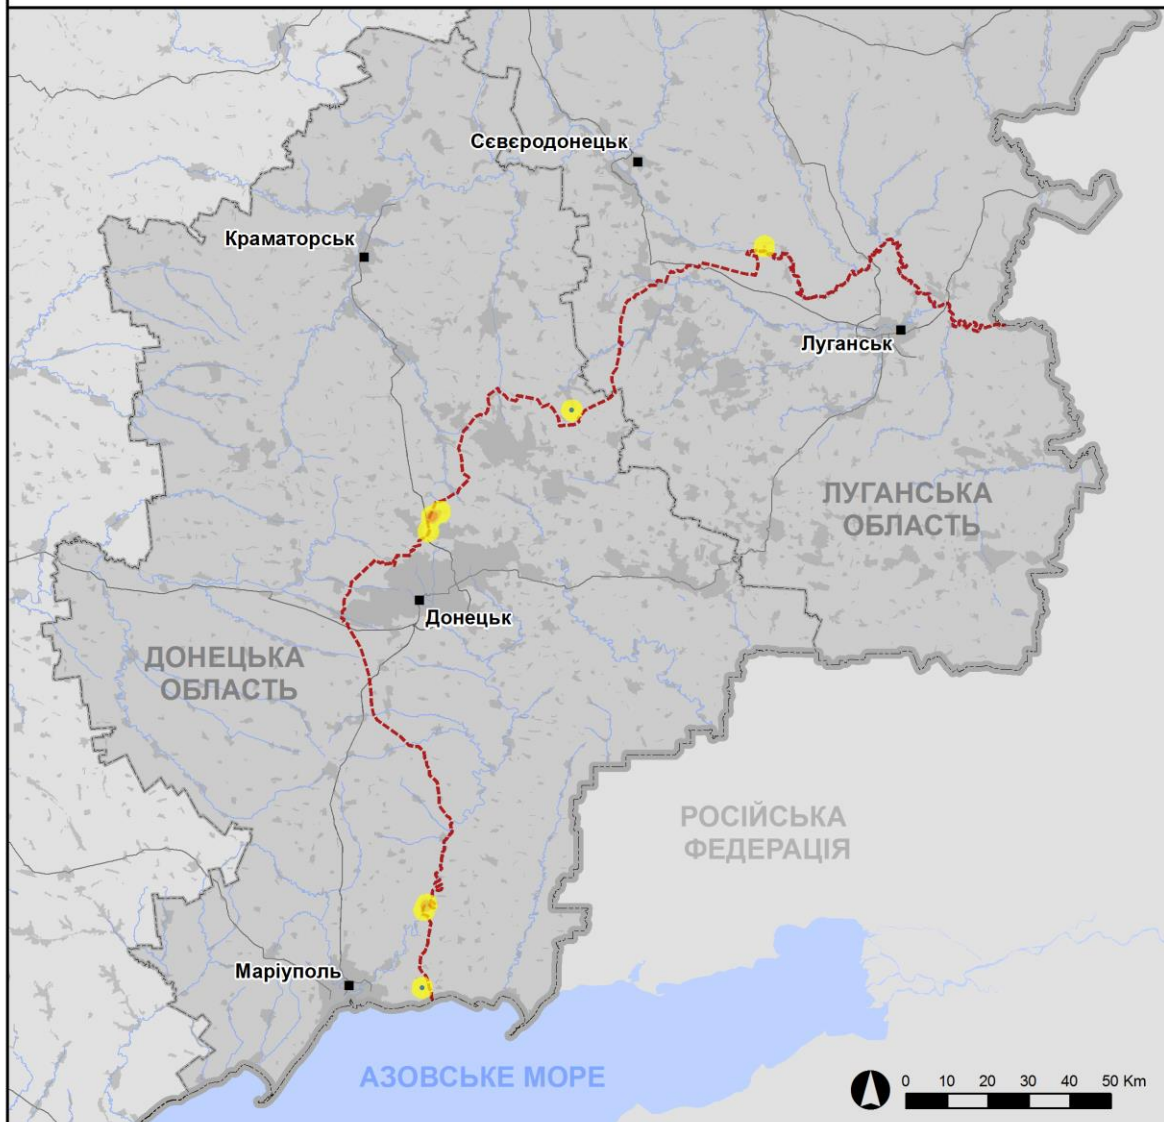 Сєвєродонецьк
Краматорськ
Луганськ
ЛУГАНСЬКА
ОБЛАСТЬ
Донецьк
ДОНЕЦЬКА
ОБЛАСТЬ
РОСІЙСЬКА
ФЕДЕРАЦІЯ
Маріуполь
АЗОВСЬКЕ МОРЕ
0 10 20 30 40 50 Km